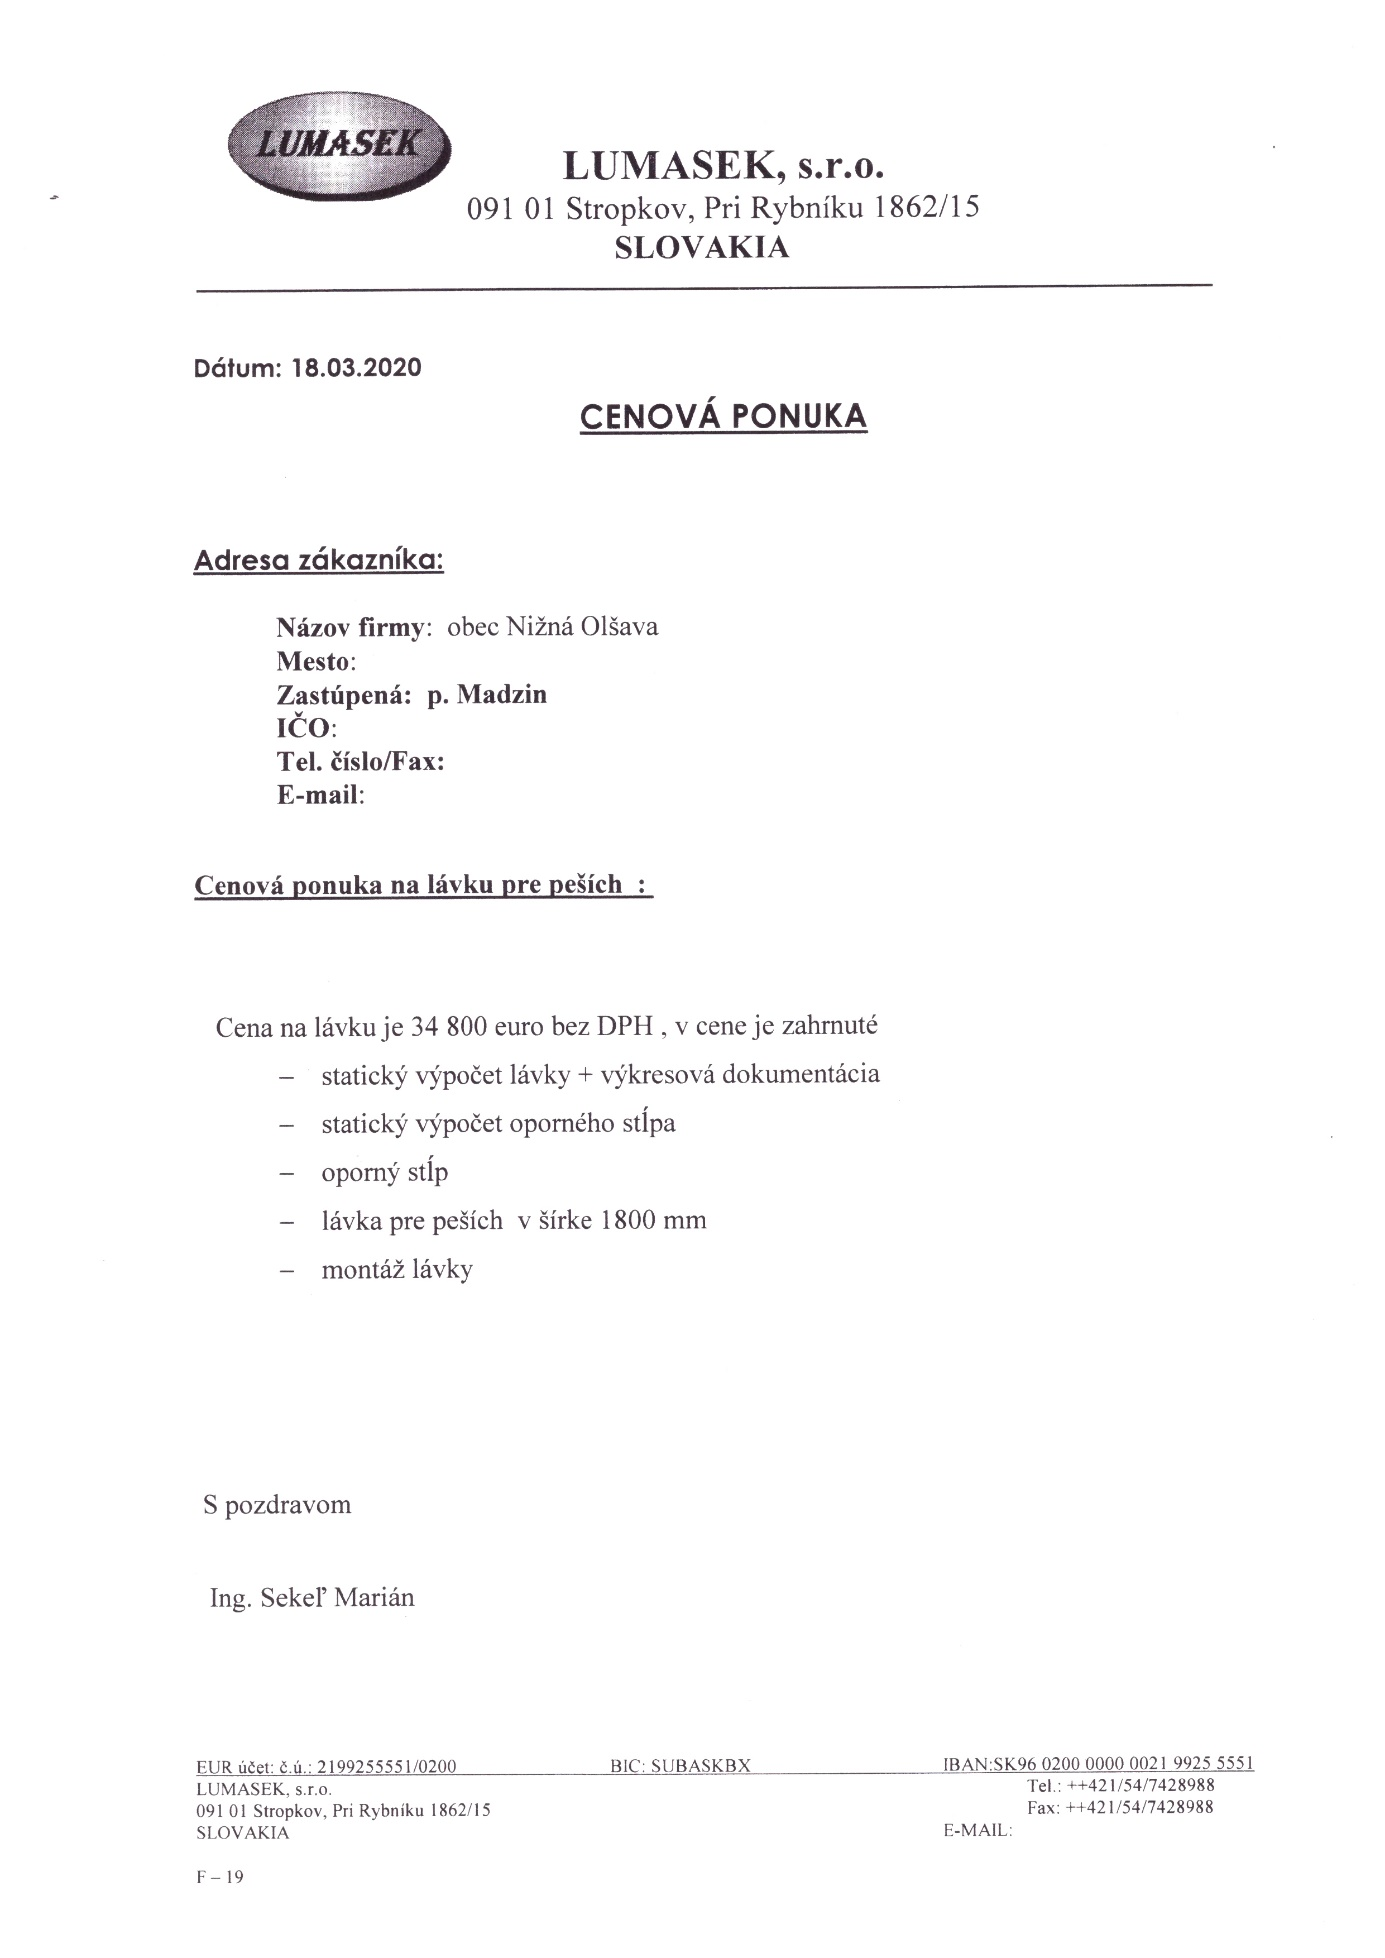 LUMASEK
LUMASEK, s.r.o.
091 01 Stropkov, Pri Rybníku 1862/15
SLOVAKIA
Dátum: 18.03.2020
CENOVÁ PONUKA
Adresa zákazníka:
Názov firmy: obec Nižná Olšava
Mesto:
Zastúpená: p. Madzin
IČO:
Tel. číslo/Fax:
E-mail:
Cenová ponuka na lávku pre peších :
Cena na lávku je 34 800 euro bez DPH , v cene je zahrnuté
– statický výpočet lávky + výkresová dokumentácia
– statický výpočet oporného stĺpa
– oporný stĺp
– lávka pre peších v šírke 1800 mm
– montáž lávky
S pozdravom
Ing. Sekeľ Marián
EUR účet: č.ú.: 2199255551/0200 BIC: SUBASKBX IBAN:SK96 0200 0000 0021 9925 5551
LUMASEK, s.r.o. Tel.: ++421/54/7428988
091 01 Stropkov, Pri Rybníku 1862/15 Fax: ++421/54/7428988
SLOVAKIA E-MAIL:
F – 19